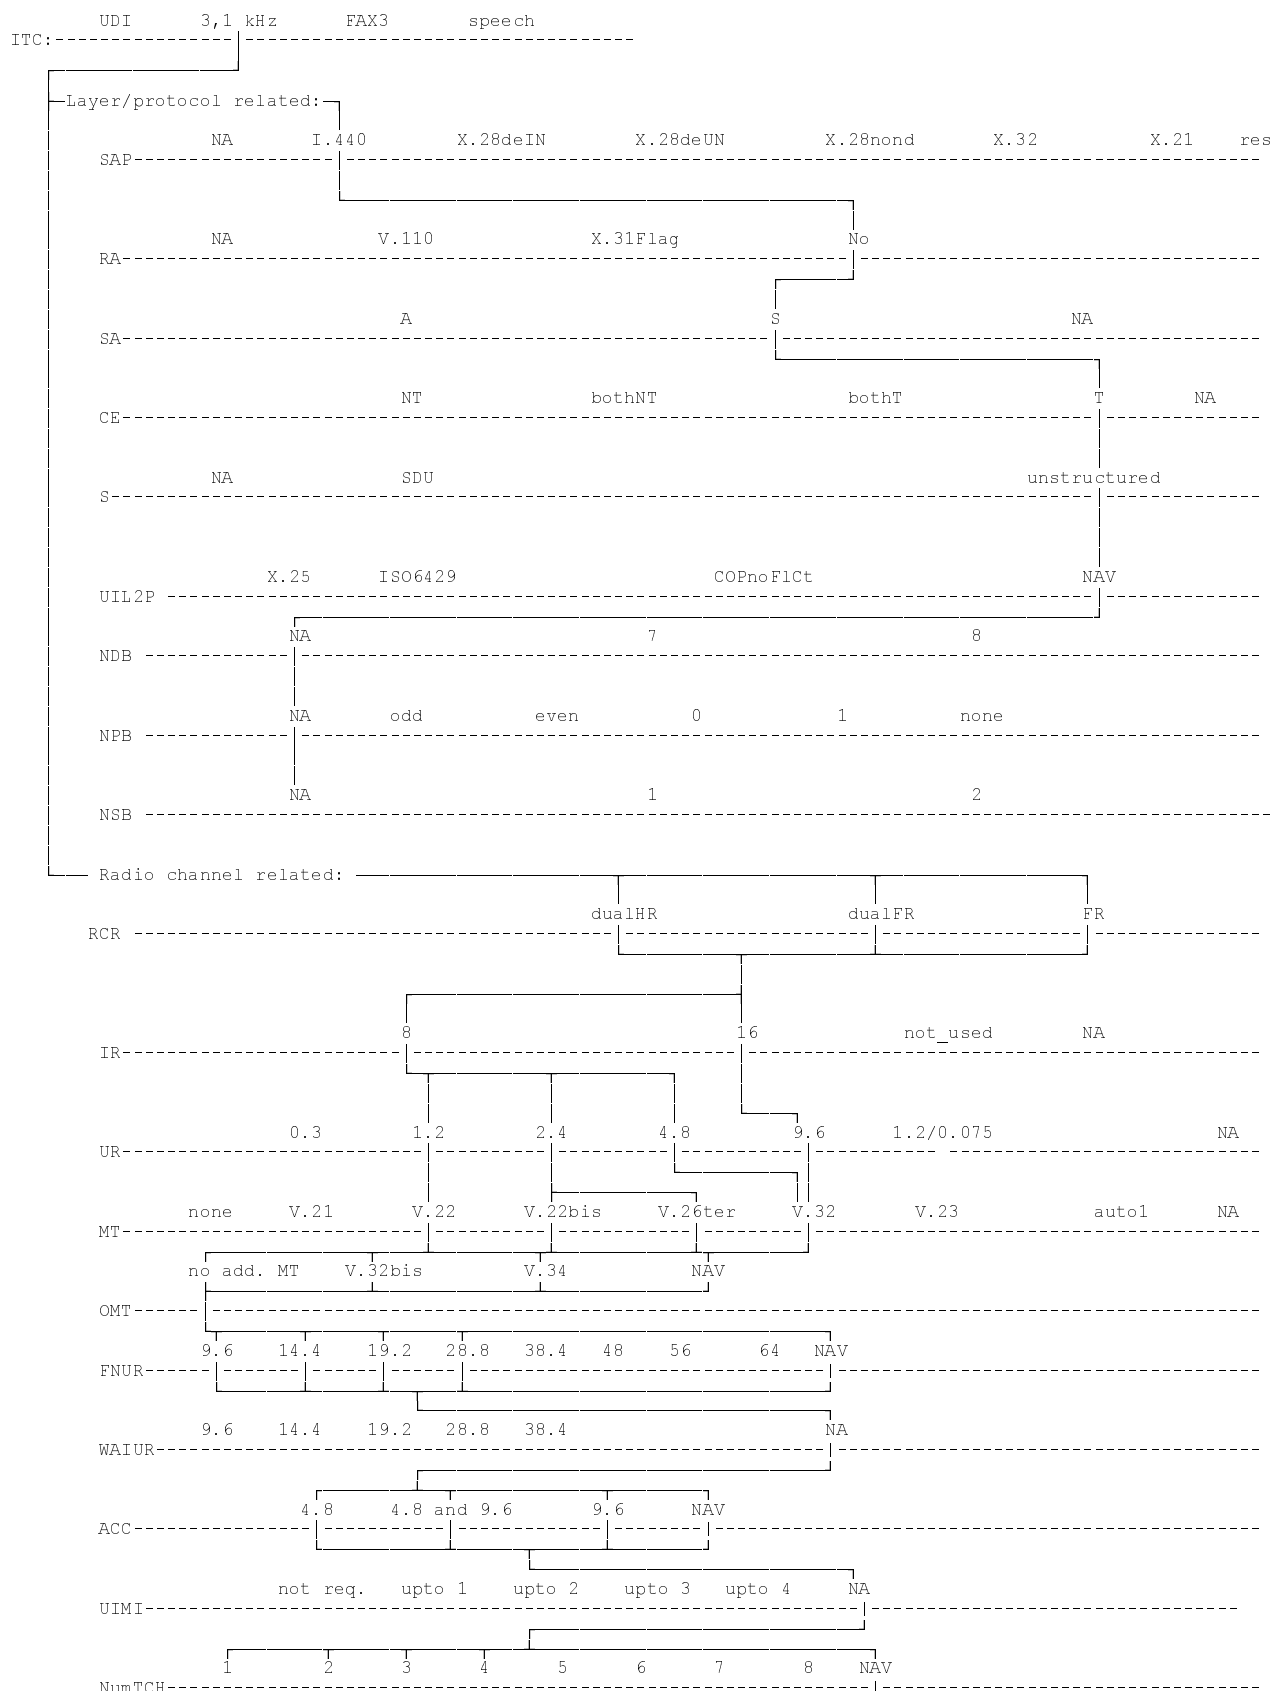 UDI 3,1 kHz FAX3 speech
ITC:
Layer/protocol related:
NA I.440 X.28deIN X.28deUN X.28nond X.32 X.21 res
SAP
NA V.110 X.31Flag No
RA
A S NA
SA
NT bothNT bothT T NA
CE
NA SDU unstructured
S
X.25 ISO6429 COPnoFlCt NAV
UIL2P
NA 7 8
NDB
NA odd even 0 1 none
NPB
NA 1 2
NSB
Radio channel related:
dualHR dualFR FR
RCR
8 16 not_used NA
IR
0.3 1.2 2.4 4.8 9.6 1.2/0.075 NA
UR
none V.21 V.22 V.22bis V.26ter V.32 V.23 auto1 NA
MT
no add. MT V.32bis V.34 NAV
OMT
9.6 14.4 19.2 28.8 38.4 48 56 64 NAV
FNUR
9.6 14.4 19.2 28.8 38.4 NA
WAIUR
4.8 4.8 and 9.6 9.6 NAV
ACC
not req. upto 1 upto 2 upto 3 upto 4 NA
UIMI
1 2 3 4 5 6 7 8 NAV
NumTCH